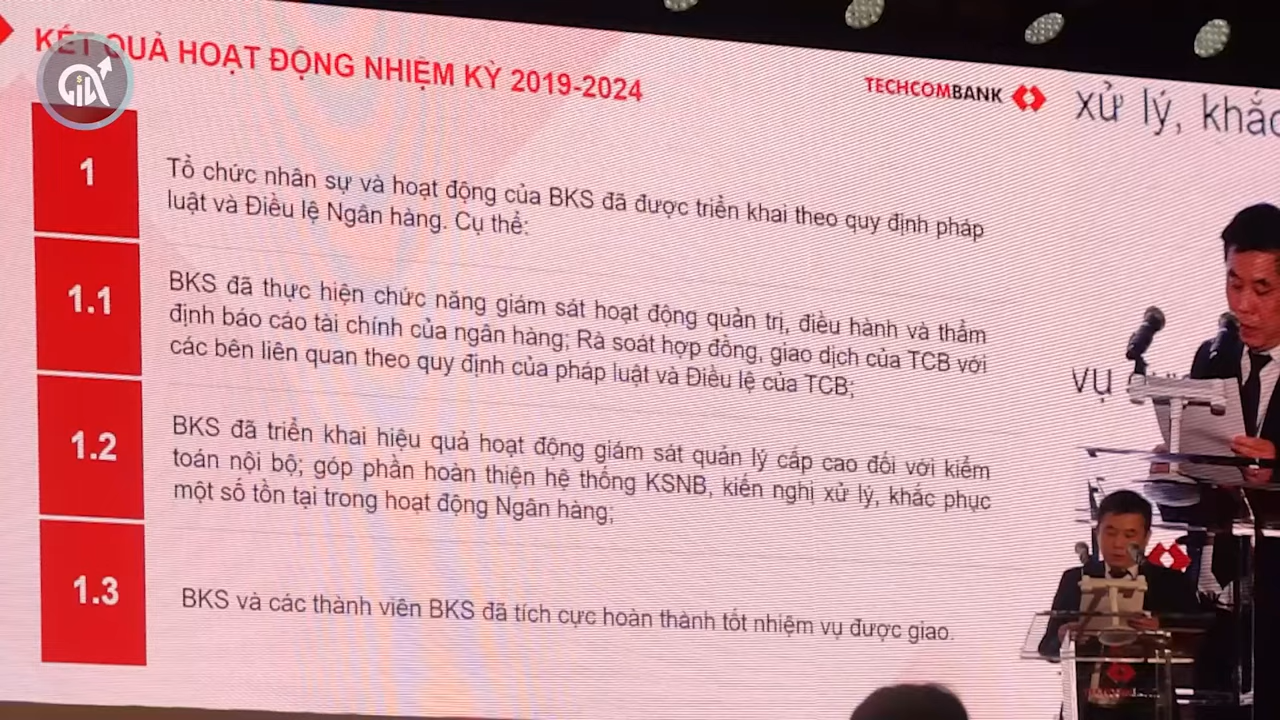 KẾT QUẢ HOẠT ĐỘNG NHIỆM KỲ 2019-2024
TECHCOMBANK
xử lý, khắc
1
Tổ chức nhân sự và hoạt động của BKS đã được triển khai theo quy định pháp
luật và Điều lệ Ngân hàng. Cụ thể:
1.1
BKS đã thực hiện chức năng giám sát hoạt động quản trị, điều hành và thẩm
định báo cáo tài chính của ngân hàng; Rà soát hợp đồng, giao dịch của TCB với
các bên liên quan theo quy định của pháp luật và Điều lệ của TCB;
vụ
1.2
BKS đã triển khai hiệu quả hoạt động giám sát quản lý cấp cao đối với kiểm
toán nội bộ; góp phần hoàn thiện hệ thống KSNB, kiến nghị xử lý, khắc phục
một số tồn tại trong hoạt động Ngân hàng;
1.3
BKS và các thành viên BKS đã tích cực hoàn thành tốt nhiệm vụ được giao.